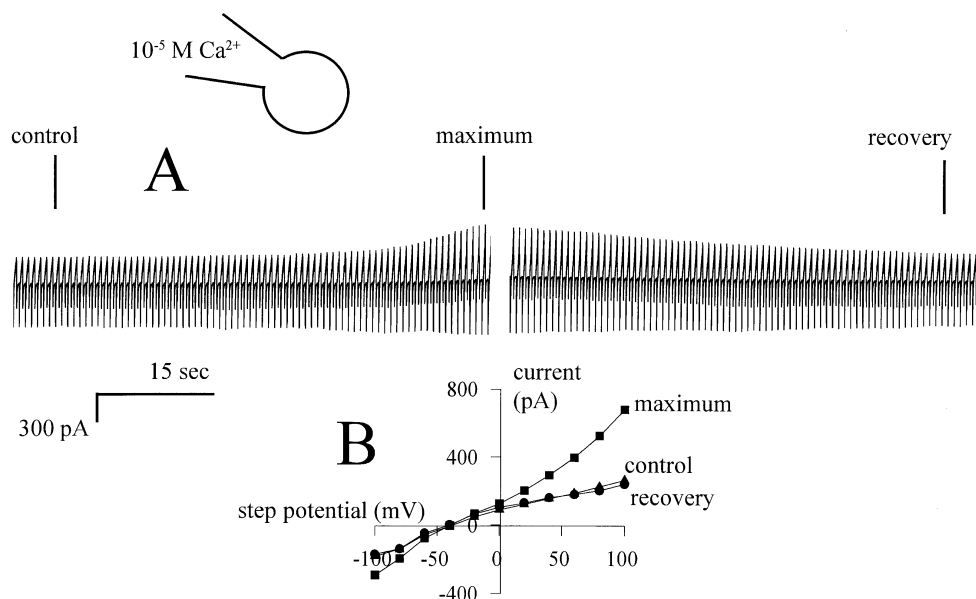 10⁻⁵ M Ca²⁺
control
maximum
recovery
A
15 sec
300 pA
B
current
(pA)
800
maximum
400
control
recovery
step potential (mV)
0
-100 -50 0 50 100
-400